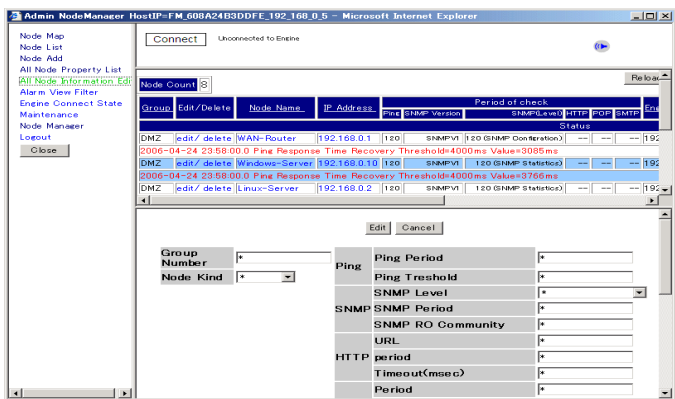 Admin NodeManager HostIP=FM_608A24B3DDFE_192_168_0_5 - Microsoft Internet Explorer
Node Map
Node List
Node Add
All Node Property List
All Node Information Edi
Alarm View Filter
Engine Connect State
Maintenance
Node Manager
Logout
Close
Connect Unconnected to Engine
Reload
Node Count 8
Group Edit/Delete Node Name IP Address Period of check
Ping SNMP Version SNMP(Level) HTTP POP SMTP Eng
Status
DMZ edit/ delete WAN-Router 192.168.0.1 120 SNMPV1 120 (SNMP Configration) -- -- -- 192
2006-04-24 23:58:00.0 Ping Response Time Recovery Threshold=4000ms Value=3085ms
DMZ edit/ delete Windows-Server 192.168.0.10 120 SNMPV1 120 (SNMP Statistics) -- -- -- 192
2006-04-24 23:58:00.0 Ping Response Time Recovery Threshold=4000ms Value=3766ms
DMZ edit/ delete Linux-Server 192.168.0.2 120 SNMPV1 120 (SNMP Statistics) -- -- -- 192
Edit Cancel
Group Number *
Node Kind *
Ping
Ping Period *
Ping Treshold *
SNMP
SNMP Level *
SNMP Period *
SNMP RO Community *
HTTP
URL *
period *
Timeout(msec) *
Period *